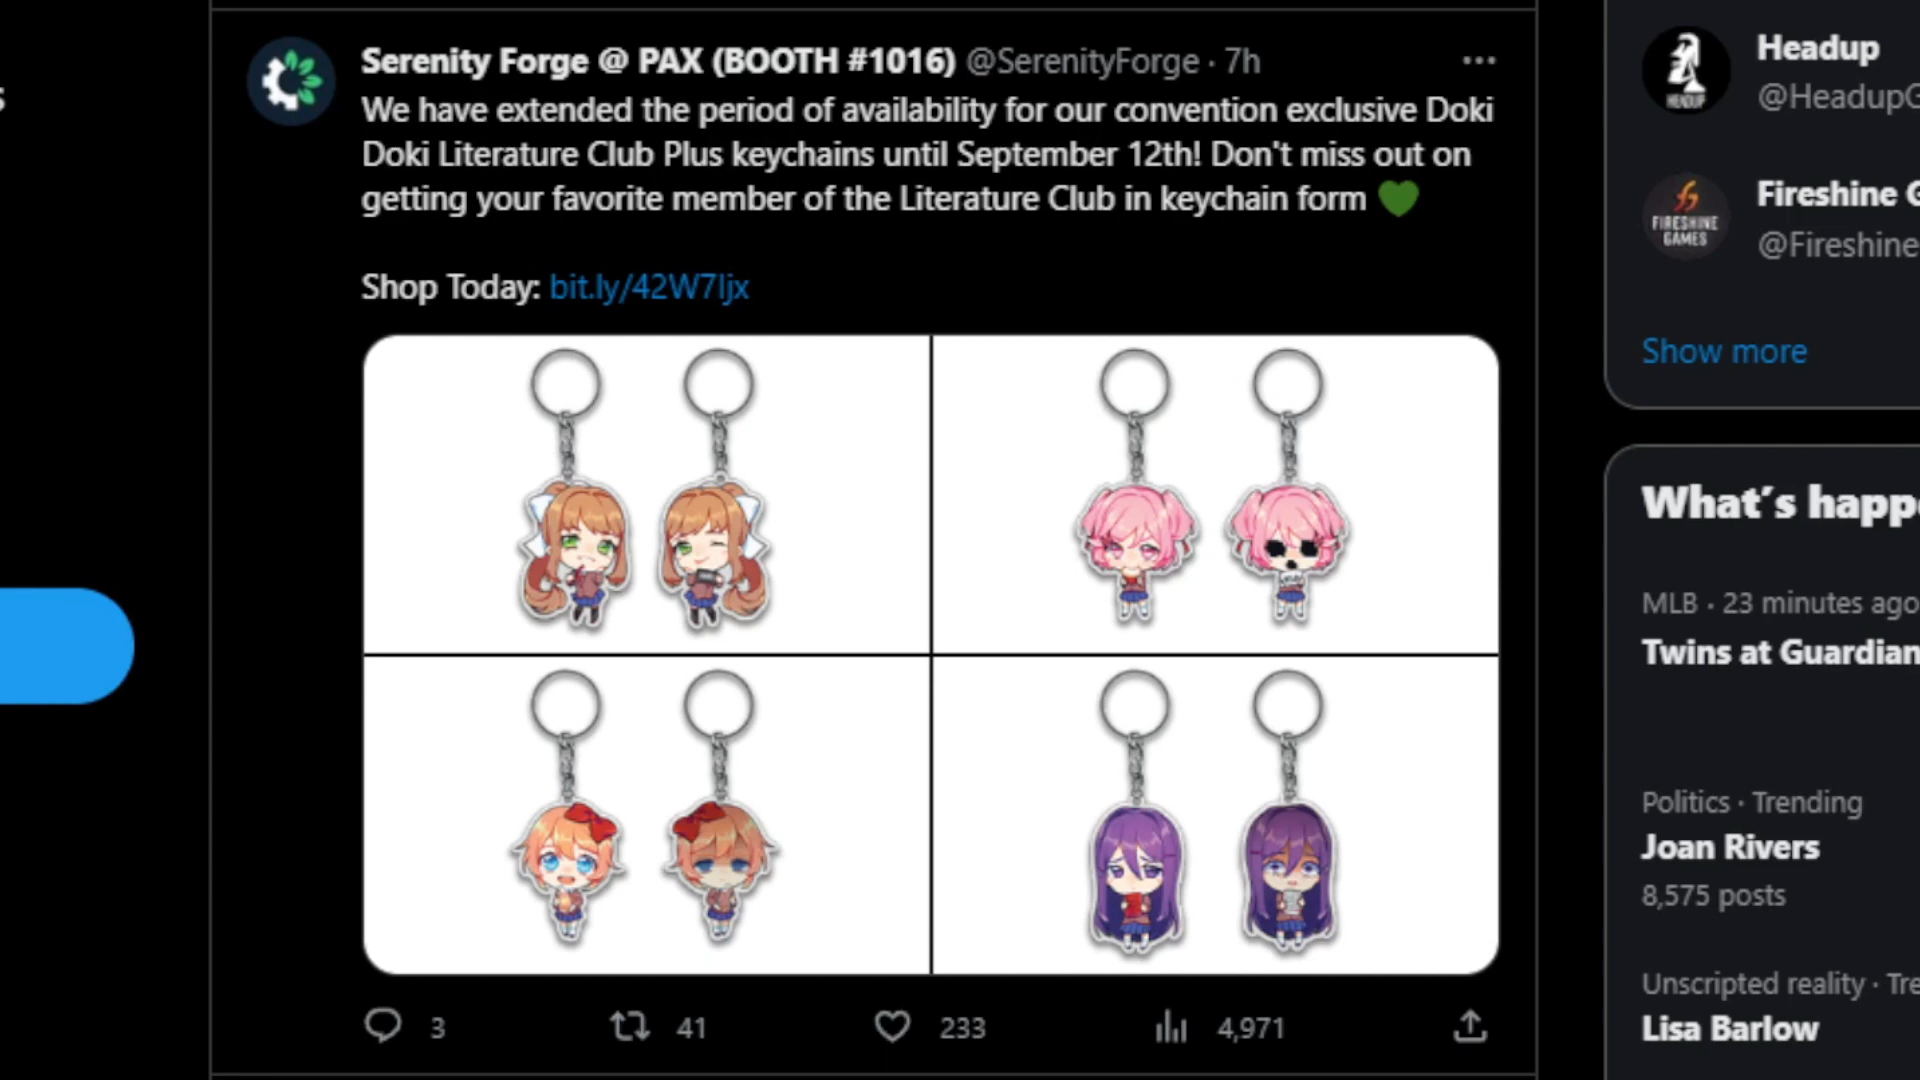 Serenity Forge @ PAX (BOOTH #1016) @SerenityForge · 7h
We have extended the period of availability for our convention exclusive Doki
Doki Literature Club Plus keychains until September 12th! Don't miss out on
getting your favorite member of the Literature Club in keychain form 💚
Shop Today: bit.ly/42W7ljx
3
41
233
4,971
s
HEADUP
Headup
@HeadupG
FIRESHINE
GAMES
Fireshine G
@Fireshine
Show more
What's happe
MLB · 23 minutes ago
Twins at Guardian
Politics · Trending
Joan Rivers
8,575 posts
Unscripted reality · Tre
Lisa Barlow